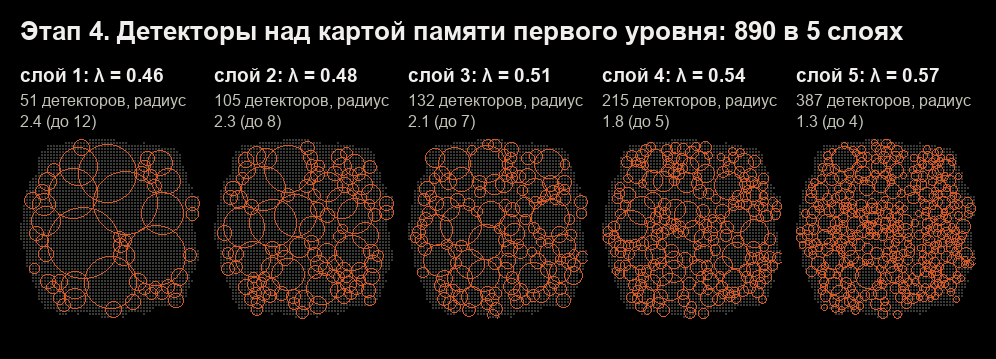 Этап 4. Детекторы над картой памяти первого уровня: 890 в 5 слоях
слой 1: λ = 0.46
51 детекторов, радиус
2.4 (до 12)
слой 2: λ = 0.48
105 детекторов, радиус
2.3 (до 8)
слой 3: λ = 0.51
132 детекторов, радиус
2.1 (до 7)
слой 4: λ = 0.54
215 детекторов, радиус
1.8 (до 5)
слой 5: λ = 0.57
387 детекторов, радиус
1.3 (до 4)